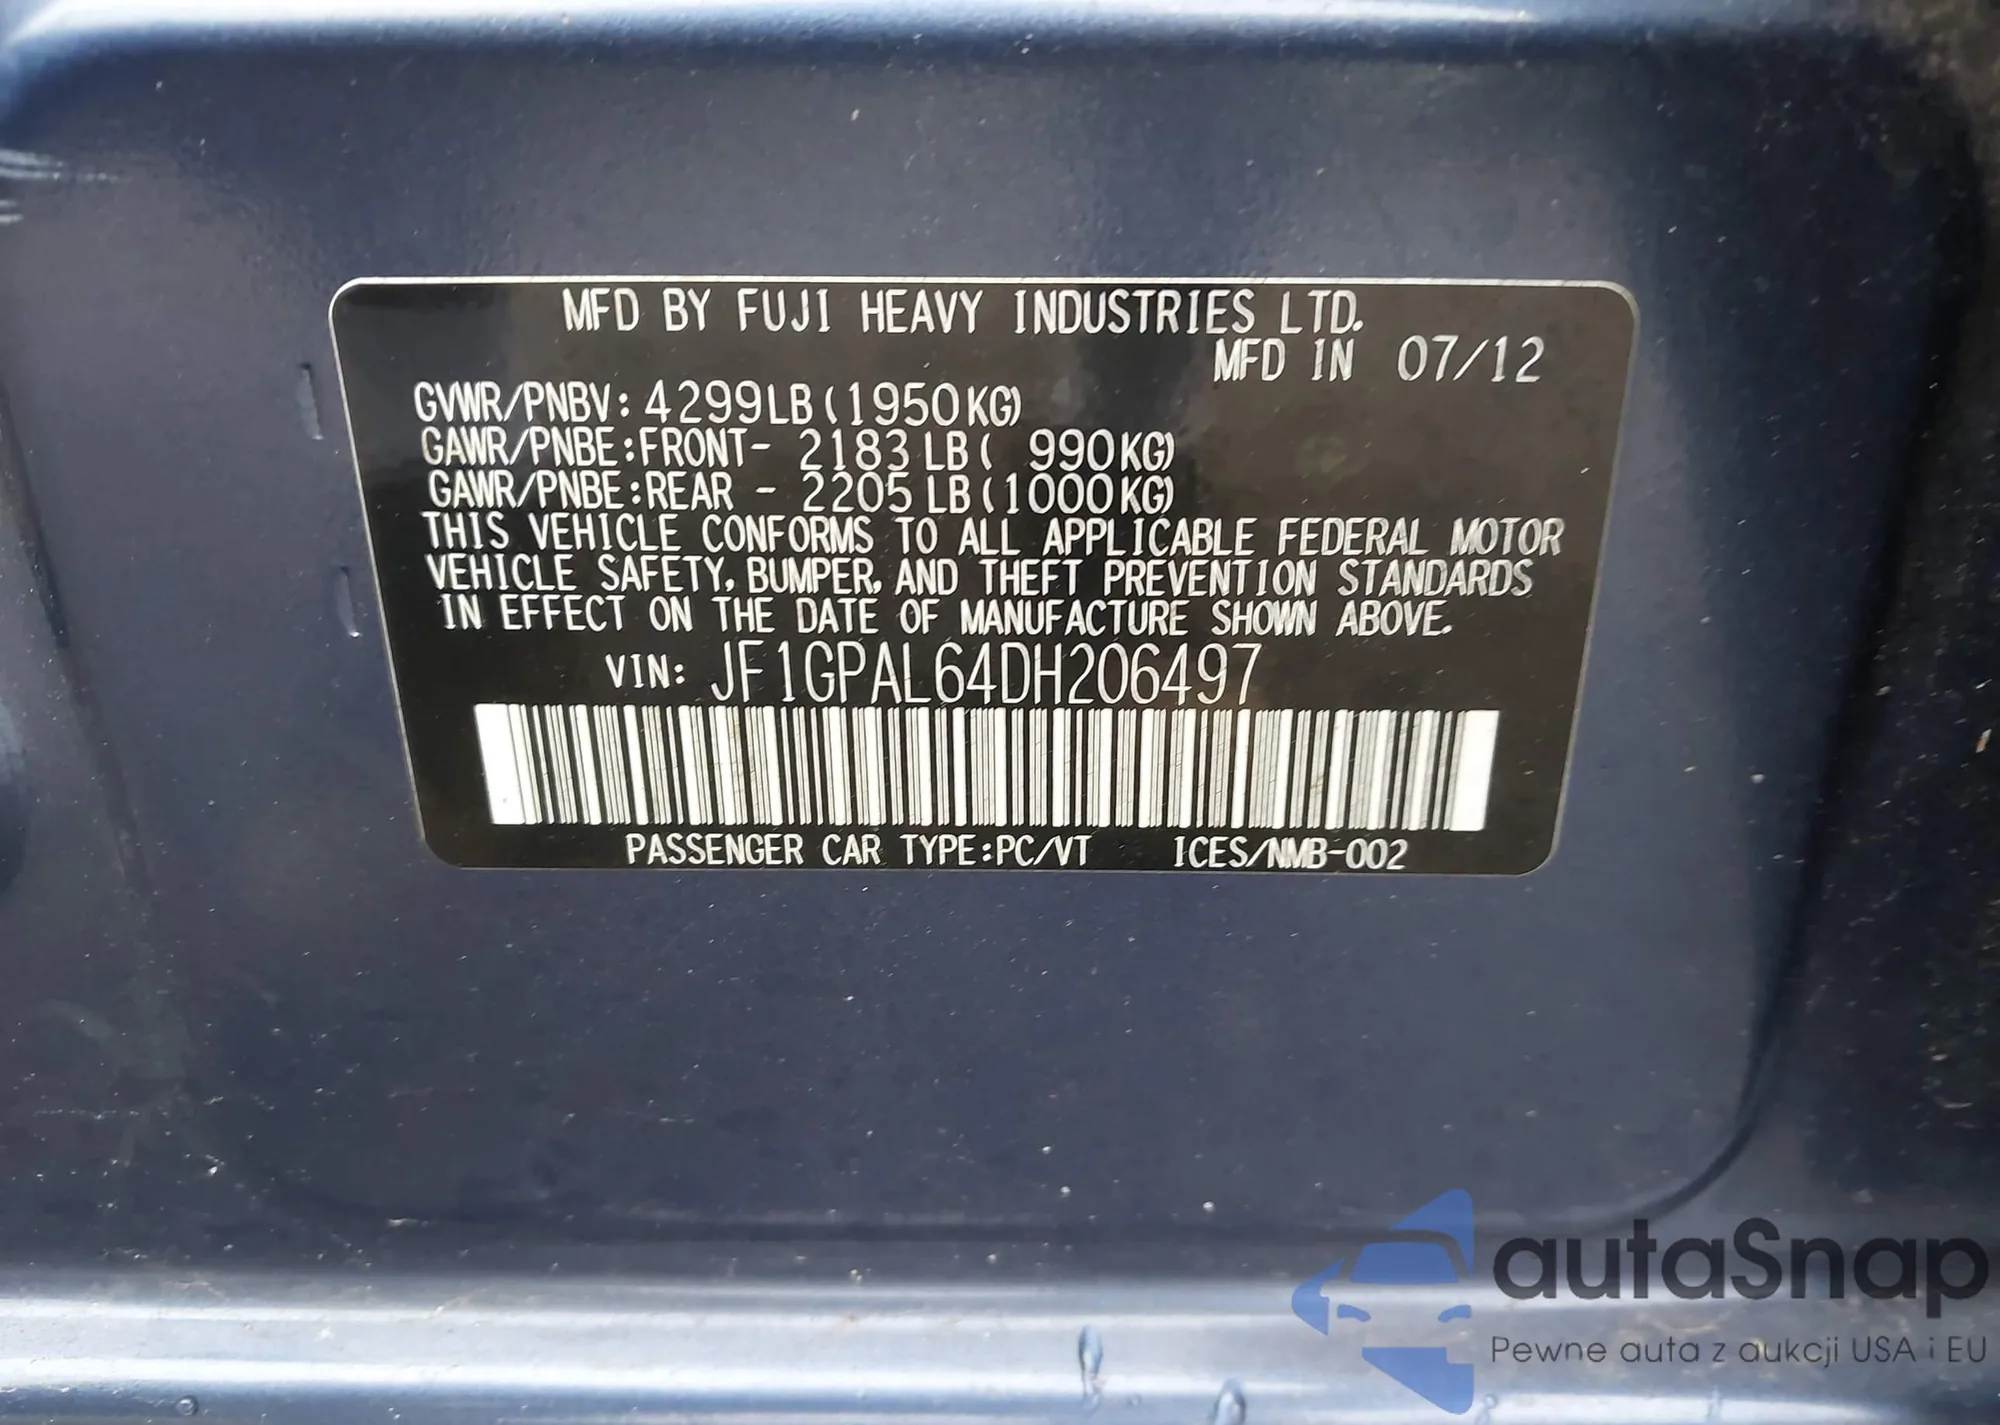 MFD BY FUJI HEAVY INDUSTRIES LTD.
MFD IN 07/12
GVWR/PNBV: 4299LB(1950KG)
GAWR/PNBE:FRONT- 2183LB( 990KG)
GAWR/PNBE:REAR - 2205LB(1000KG)
THIS VEHICLE CONFORMS TO ALL APPLICABLE FEDERAL MOTOR
VEHICLE SAFETY, BUMPER, AND THEFT PREVENTION STANDARDS
IN EFFECT ON THE DATE OF MANUFACTURE SHOWN ABOVE.
VIN: JF1GPAL64DH206497
PASSENGER CAR TYPE:PC/VT ICES/NMB-002
autaSnap
Pewne auta z aukcji USA i EU